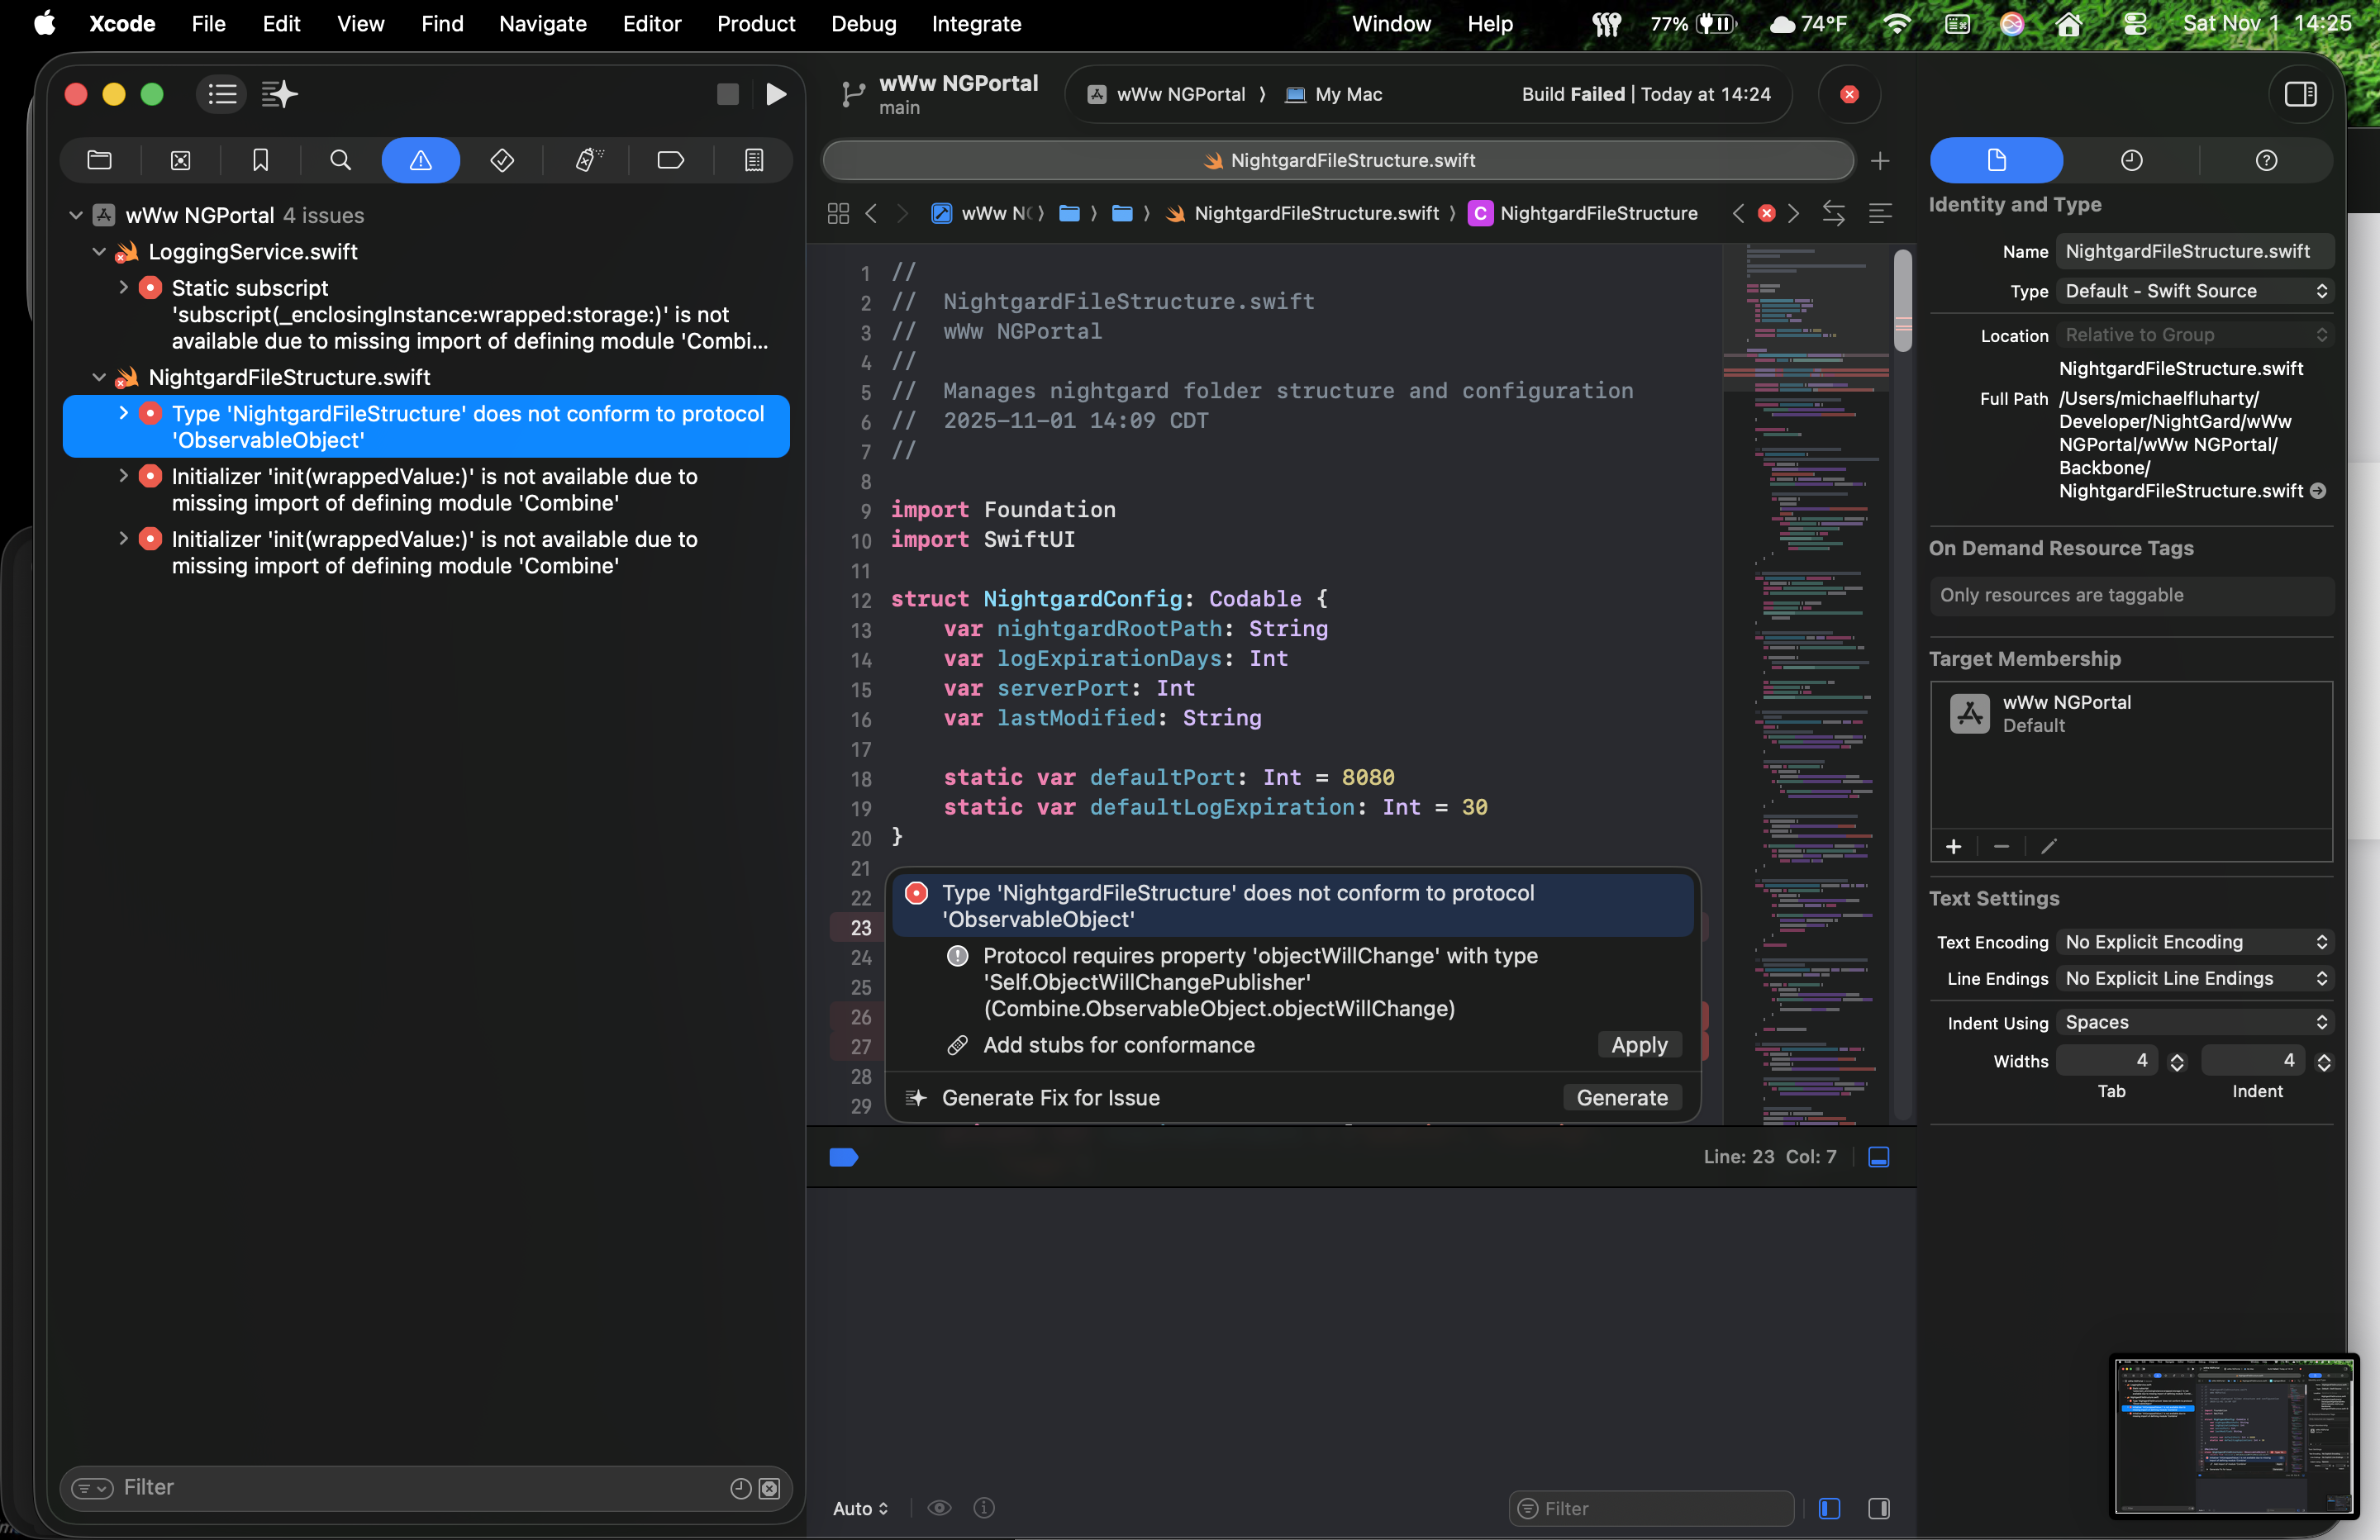 Xcode File Edit View Find Navigate Editor Product Debug Integrate Window Help 77% 74°F Sat Nov 1 14:25
wWw NGPortal
main
wWw NGPortal My Mac Build Failed | Today at 14:24
NightgardFileStructure.swift
wWw NGPortal 4 issues
LoggingService.swift
Static subscript
'subscript(_enclosingInstance:wrapped:storage:)' is not
available due to missing import of defining module 'Combi...
NightgardFileStructure.swift
Type 'NightgardFileStructure' does not conform to protocol
'ObservableObject'
Initializer 'init(wrappedValue:)' is not available due to
missing import of defining module 'Combine'
Initializer 'init(wrappedValue:)' is not available due to
missing import of defining module 'Combine'
Filter
wWw N NightgardFileStructure.swift C NightgardFileStructure
1 //
2 //  NightgardFileStructure.swift
3 //  wWw NGPortal
4 //
5 //  Manages nightgard folder structure and configuration
6 //  2025-11-01 14:09 CDT
7 //
8
9 import Foundation
10 import SwiftUI
11
12 struct NightgardConfig: Codable {
13     var nightgardRootPath: String
14     var logExpirationDays: Int
15     var serverPort: Int
16     var lastModified: String
17
18     static var defaultPort: Int = 8080
19     static var defaultLogExpiration: Int = 30
20 }
21
22
23
24
25
26
27
28
29
Type 'NightgardFileStructure' does not conform to protocol
'ObservableObject'
Protocol requires property 'objectWillChange' with type
'Self.ObjectWillChangePublisher'
(Combine.ObservableObject.objectWillChange)
Add stubs for conformance Apply
Generate Fix for Issue Generate
Line: 23 Col: 7
Auto Filter
Identity and Type
Name NightgardFileStructure.swift
Type Default - Swift Source
Location Relative to Group
NightgardFileStructure.swift
Full Path /Users/michaelfluharty/
Developer/NightGard/wWw
NGPortal/wWw NGPortal/
Backbone/
NightgardFileStructure.swift
On Demand Resource Tags
Only resources are taggable
Target Membership
wWw NGPortal
Default
Text Settings
Text Encoding No Explicit Encoding
Line Endings No Explicit Line Endings
Indent Using Spaces
Widths 4 4
Tab Indent